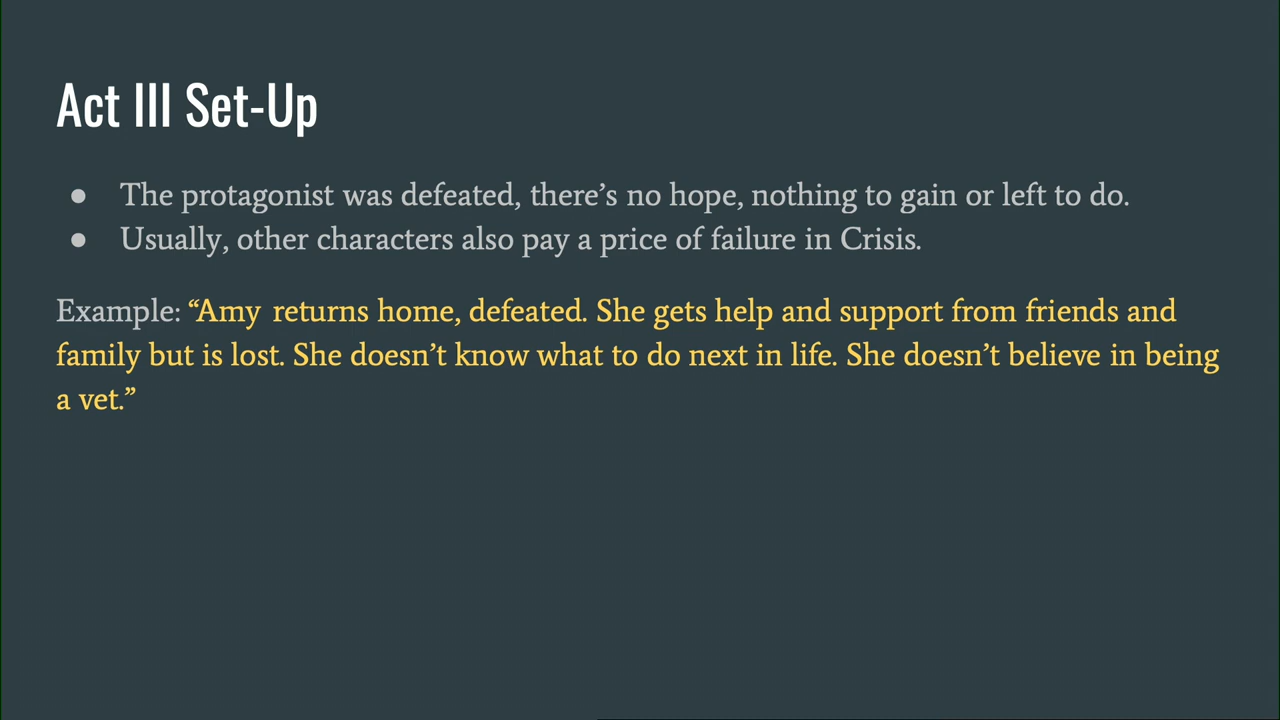 Act III Set-Up
● The protagonist was defeated, there’s no hope, nothing to gain or left to do.
● Usually, other characters also pay a price of failure in Crisis.
Example: “Amy returns home, defeated. She gets help and support from friends and
family but is lost. She doesn’t know what to do next in life. She doesn’t believe in being
a vet.”